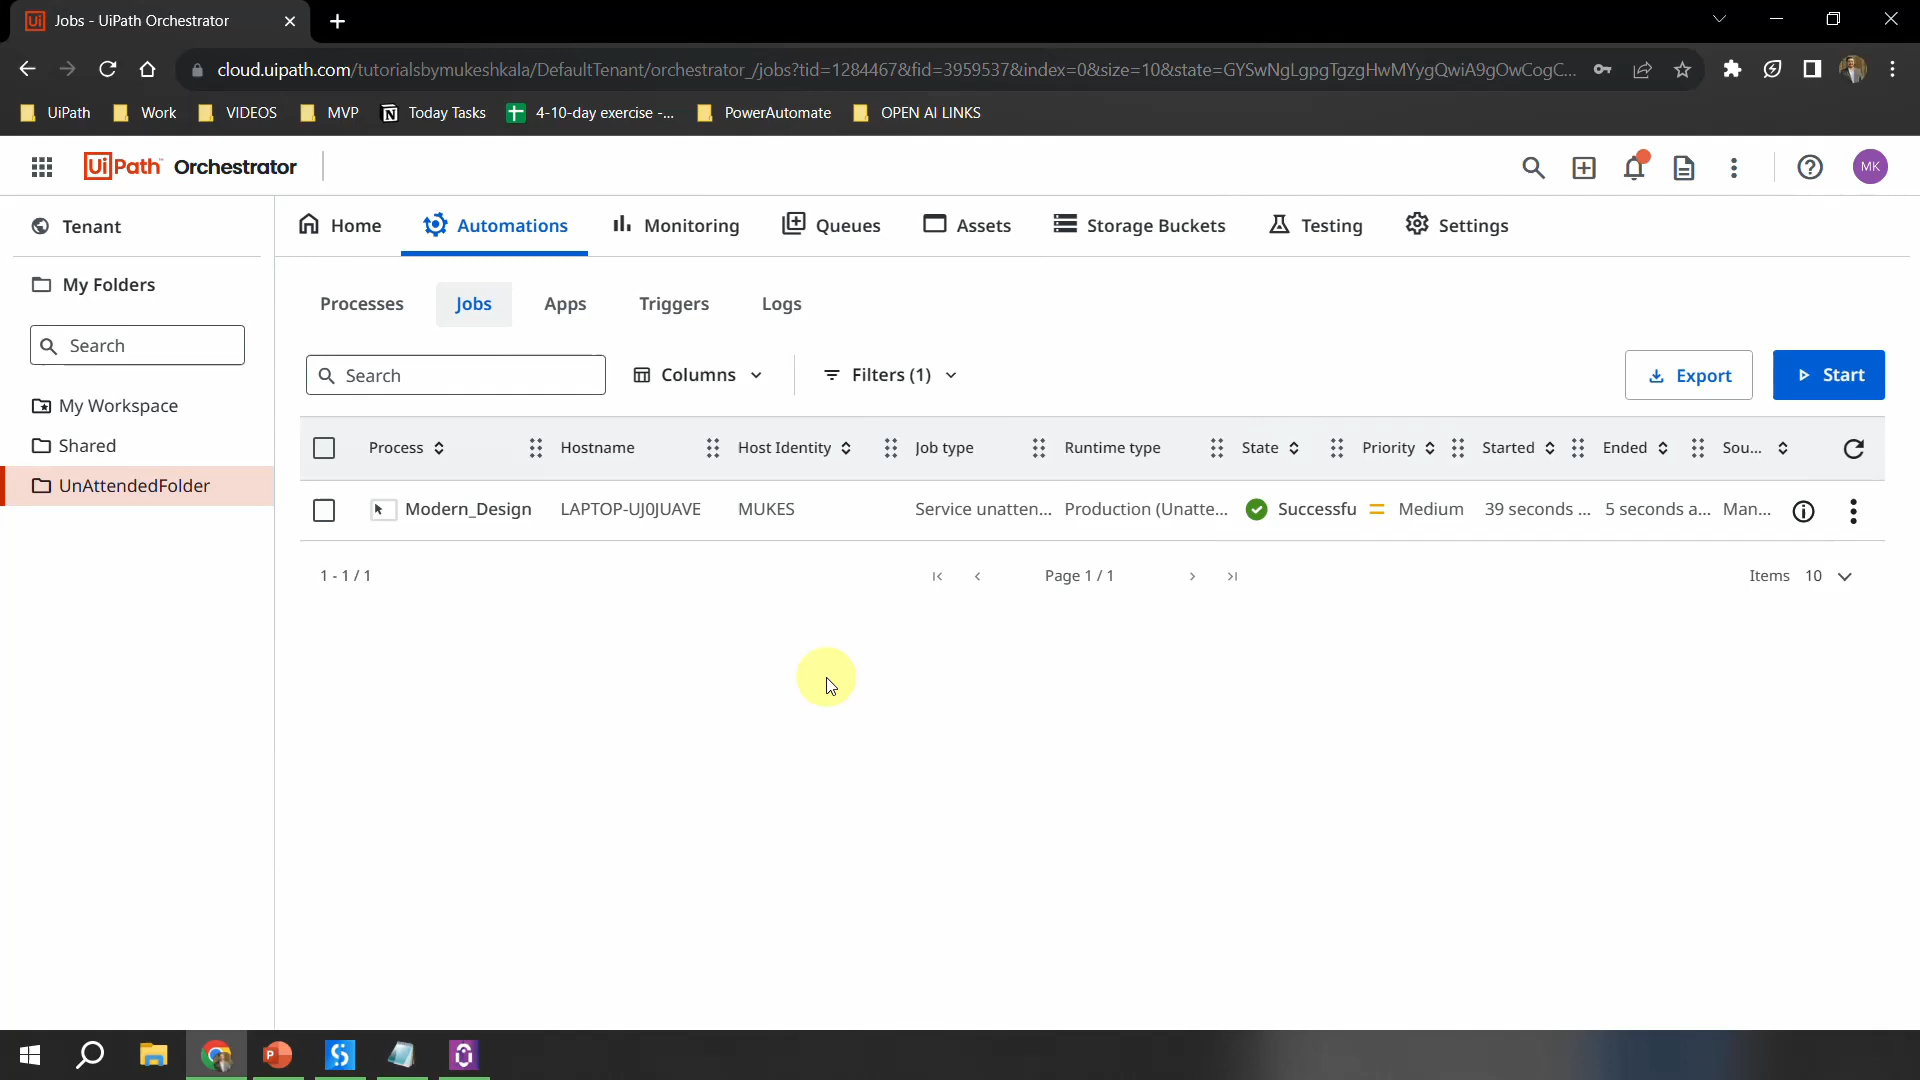 Jobs - UiPath Orchestrator
cloud.uipath.com/tutorialsbymukeshkala/DefaultTenant/orchestrator_/jobs?tid=1284467&fid=3959537&index=0&size=10&state=GYSwNgLgpgTgzgHwMYygQwiA9gOwCogC...
UiPath Work VIDEOS MVP Today Tasks 4-10-day exercise -... PowerAutomate OPEN AI LINKS
UiPath Orchestrator MK
Tenant
Home Automations Monitoring Queues Assets Storage Buckets Testing Settings
My Folders
Search
My Workspace
Shared
UnAttendedFolder
Processes Jobs Apps Triggers Logs
Search Columns Filters (1) Export Start
Process Hostname Host Identity Job type Runtime type State Priority Started Ended Sou...
Modern_Design LAPTOP-UJ0JUAVE MUKES Service unatten... Production (Unatte... Successfu Medium 39 seconds ... 5 seconds a... Man...
1 - 1 / 1 Page 1 / 1 Items 10